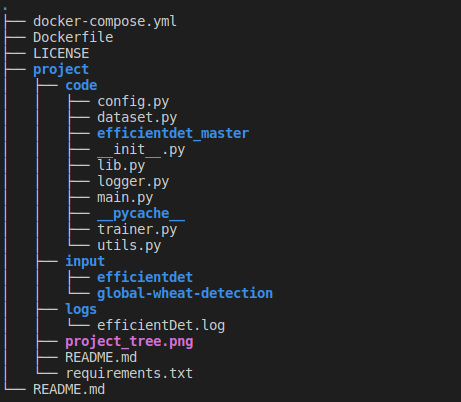 .
├── docker-compose.yml
├── Dockerfile
├── LICENSE
├── project
│   ├── code
│   │   ├── config.py
│   │   ├── dataset.py
│   │   ├── efficientdet_master
│   │   ├── __init__.py
│   │   ├── lib.py
│   │   ├── logger.py
│   │   ├── main.py
│   │   ├── __pycache__
│   │   ├── trainer.py
│   │   └── utils.py
│   ├── input
│   │   ├── efficientdet
│   │   └── global-wheat-detection
│   ├── logs
│   │   └── efficientDet.log
│   ├── project_tree.png
│   ├── README.md
│   └── requirements.txt
└── README.md